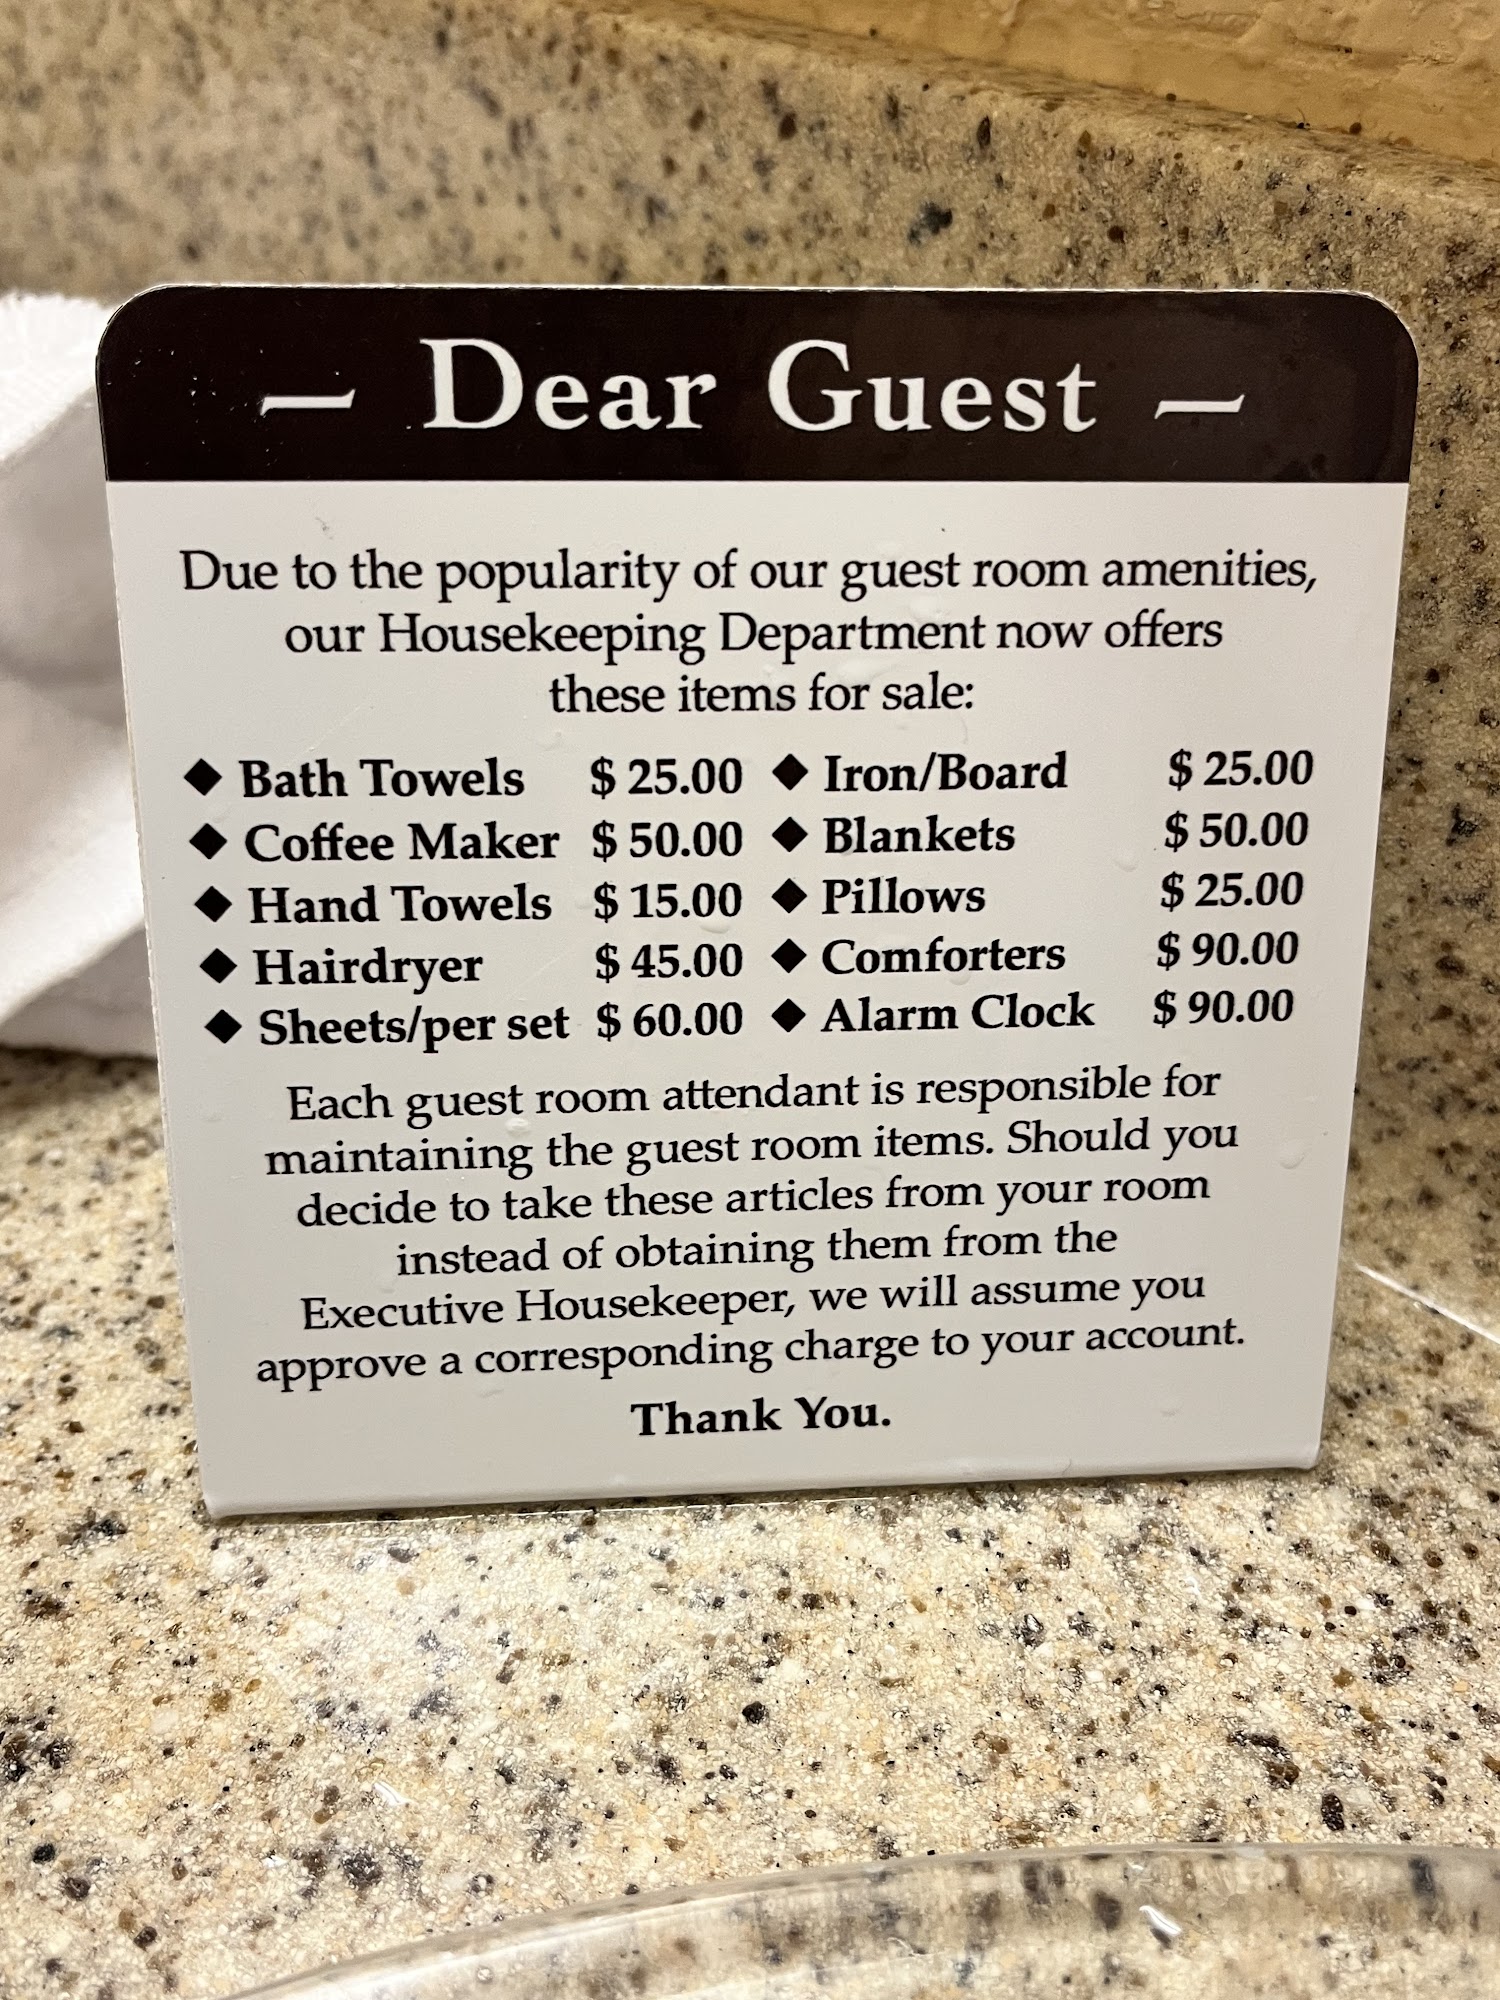 — Dear Guest —
Due to the popularity of our guest room amenities,
our Housekeeping Department now offers
these items for sale:
◆ Bath Towels $ 25.00 ◆ Iron/Board $ 25.00
◆ Coffee Maker $ 50.00 ◆ Blankets $ 50.00
◆ Hand Towels $ 15.00 ◆ Pillows $ 25.00
◆ Hairdryer $ 45.00 ◆ Comforters $ 90.00
◆ Sheets/per set $ 60.00 ◆ Alarm Clock $ 90.00
Each guest room attendant is responsible for
maintaining the guest room items. Should you
decide to take these articles from your room
instead of obtaining them from the
Executive Housekeeper, we will assume you
approve a corresponding charge to your account.
Thank You.